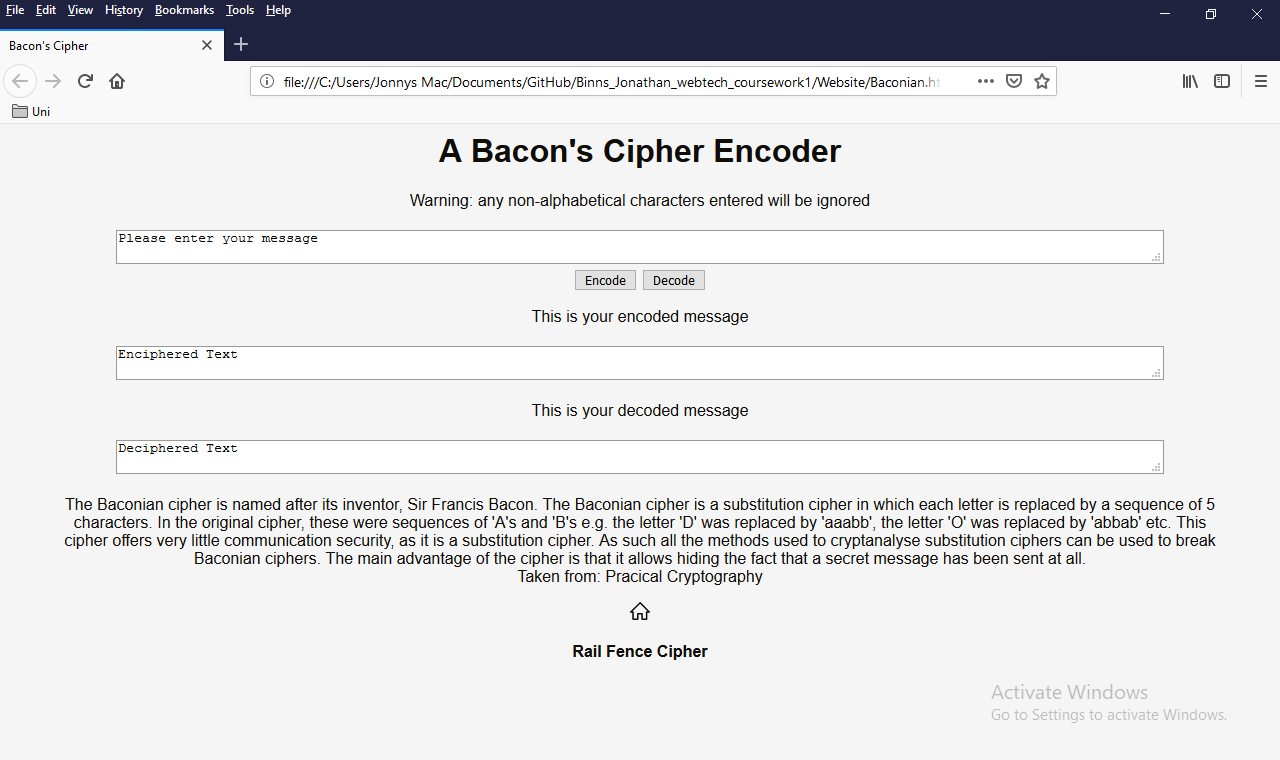 File Edit View History Bookmarks Tools Help
Bacon's Cipher
file:///C:/Users/Jonnys Mac/Documents/GitHub/Binns_Jonathan_webtech_coursework1/Website/Baconian.ht
Uni
A Bacon's Cipher Encoder
Warning: any non-alphabetical characters entered will be ignored
Please enter your message
Encode Decode
This is your encoded message
Enciphered Text
This is your decoded message
Deciphered Text
The Baconian cipher is named after its inventor, Sir Francis Bacon. The Baconian cipher is a substitution cipher in which each letter is replaced by a sequence of 5
characters. In the original cipher, these were sequences of 'A's and 'B's e.g. the letter 'D' was replaced by 'aaabb', the letter 'O' was replaced by 'abbab' etc. This
cipher offers very little communication security, as it is a substitution cipher. As such all the methods used to cryptanalyse substitution ciphers can be used to break
Baconian ciphers. The main advantage of the cipher is that it allows hiding the fact that a secret message has been sent at all.
Taken from: Pracical Cryptography
Rail Fence Cipher
Activate Windows
Go to Settings to activate Windows.